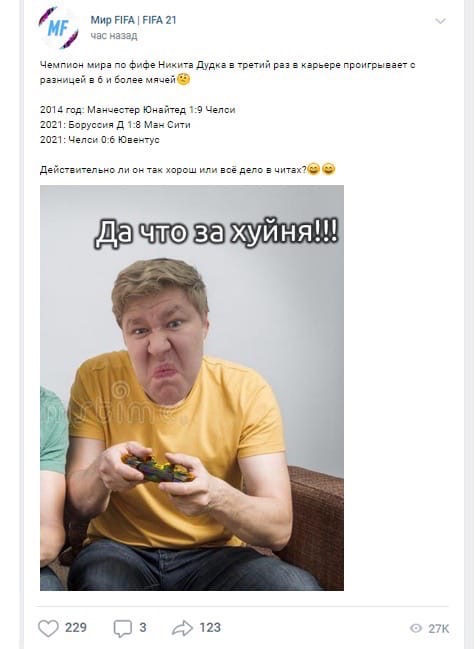 MF
Мир FIFA | FIFA 21
час назад
Чемпион мира по фифе Никита Дудка в третий раз в карьере проигрывает с
разницей в 6 и более мячей
2014 год: Манчестер Юнайтед 1:9 Челси
2021: Боруссия Д 1:8 Ман Сити
2021: Челси 0:6 Ювентус
Действительно ли он так хорош или всё дело в читах?
Да что за хуйня!!!
229
3
123
27K